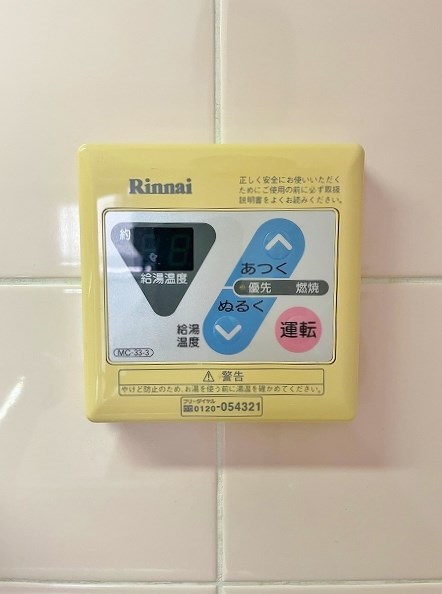 Rinnai
正しく安全にお使いいただく
ためにご使用の前に必ず取扱
説明書をよくお読みください。
約
給湯温度
あつく
優先 燃焼
ぬるく
給湯
温度
運転
MC-33-3
⚠ 警告
やけど防止のため、お湯を使う前に湯温を確かめてください。
フリーダイヤル
0120-054321